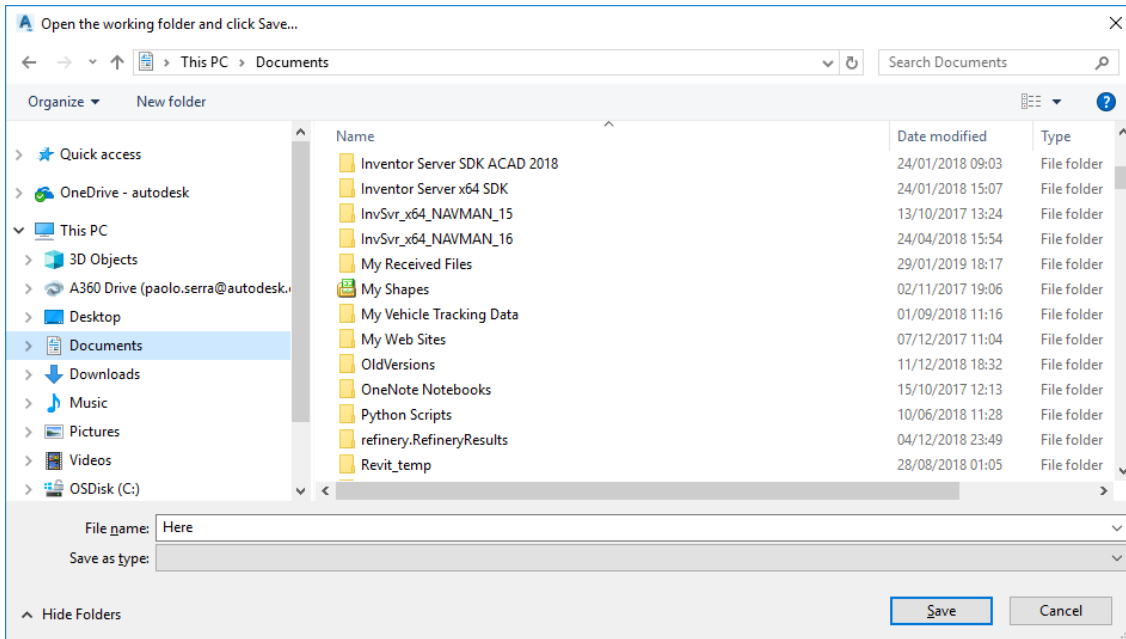 Open the working folder and click Save...
This PC > Documents
Search Documents
Organize
New folder
Name Date modified Type
Quick access
OneDrive - autodesk
This PC
3D Objects
A360 Drive (paolo.serra@autodesk.
Desktop
Documents
Downloads
Music
Pictures
Videos
OSDisk (C:)
Inventor Server SDK ACAD 2018 24/01/2018 09:03 File folder
Inventor Server x64 SDK 24/01/2018 15:07 File folder
InvSvr_x64_NAVMAN_15 13/10/2017 13:24 File folder
InvSvr_x64_NAVMAN_16 24/04/2018 15:54 File folder
My Received Files 29/01/2019 18:17 File folder
My Shapes 02/11/2017 19:06 File folder
My Vehicle Tracking Data 01/09/2018 11:16 File folder
My Web Sites 07/12/2017 11:04 File folder
OldVersions 11/12/2018 18:32 File folder
OneNote Notebooks 15/10/2017 12:13 File folder
Python Scripts 10/06/2018 11:28 File folder
refinery.RefineryResults 04/12/2018 23:49 File folder
Revit_temp 28/08/2018 01:05 File folder
File name: Here
Save as type:
Hide Folders
Save
Cancel